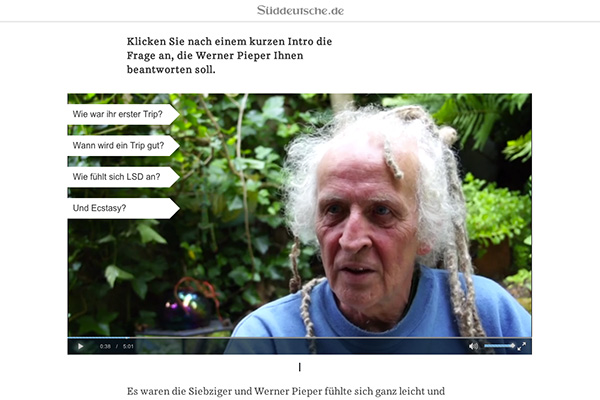 Süddeutsche.de
Klicken Sie nach einem kurzen Intro die
Frage an, die Werner Pieper Ihnen
beantworten soll.
Wie war ihr erster Trip?
Wann wird ein Trip gut?
Wie fühlt sich LSD an?
Und Ecstasy?
0:39 / 5:01
Es waren die Siebziger und Werner Pieper fühlte sich ganz leicht und